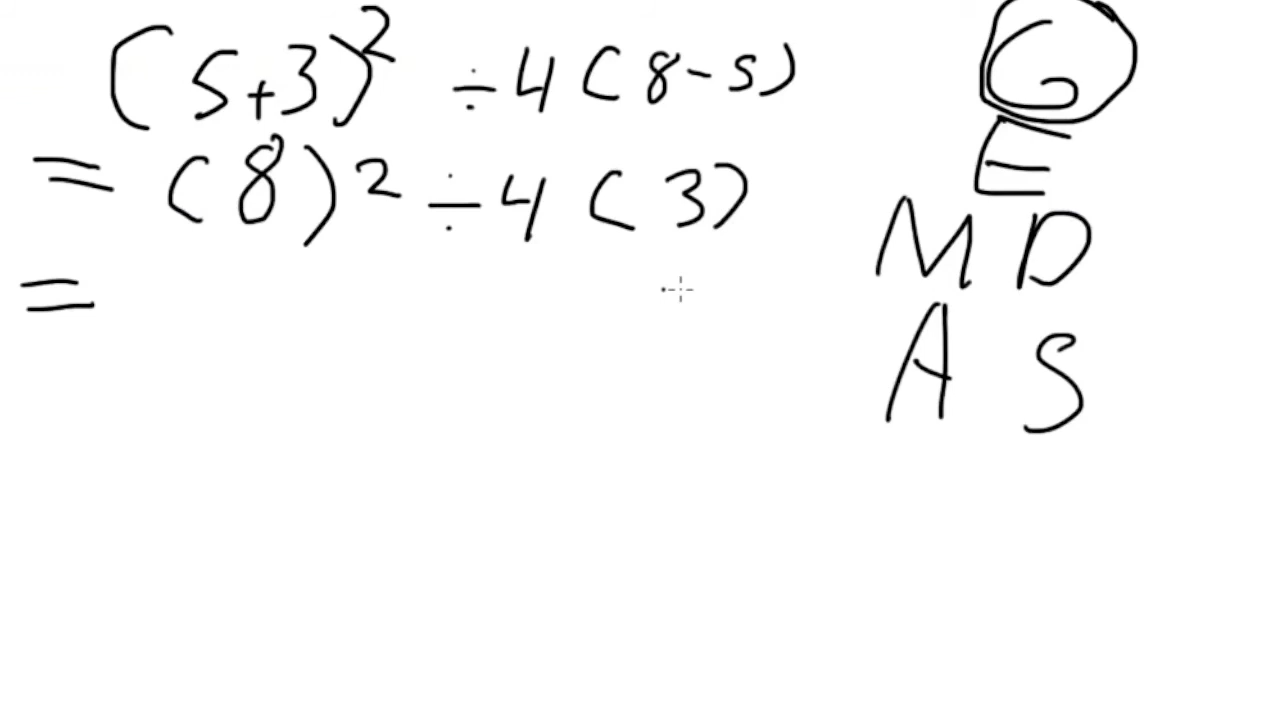 (5+3)² ÷ 4(8-5)
= (8)² ÷ 4(3)
=
G
E
M D
A S